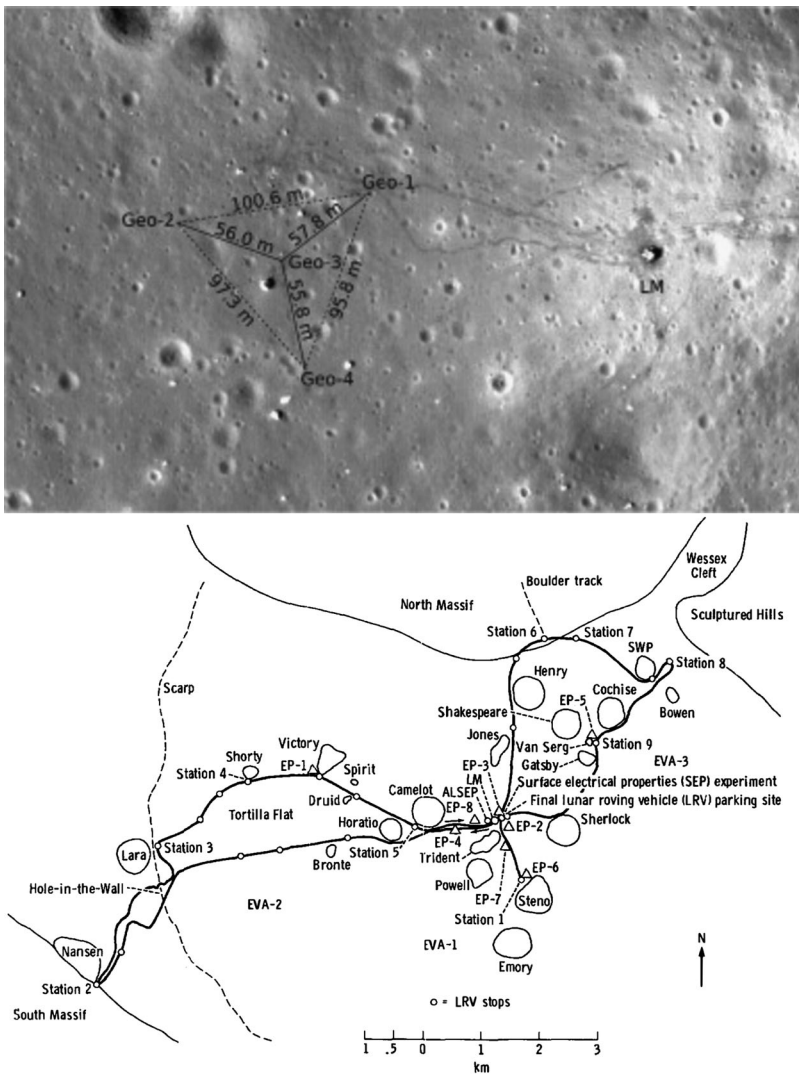 Geo-1
100.6 m
Geo-2
57.8 m
56.0 m
Geo-3
95.8 m
97.3 m
55.8 m
LM
Geo-4
Wessex
Cleft
Boulder track
North Massif
Sculptured Hills
Station 6
Station 7
SWP
Station 8
Scarp
Henry
Cochise
EP-5
Bowen
Shakespeare
Jones
Van Serg
Station 9
Victory
Shorty
EP-1
Gatsby
EVA-3
Station 4
Spirit
EP-3
LM
Surface electrical properties (SEP) experiment
Camelot
ALSEP
Final lunar roving vehicle (LRV) parking site
Druid
EP-8
Tortilla Flat
Horatio
EP-2
Sherlock
EP-4
Station 3
Station 5
Trident
Lara
Bronte
EP-6
Powell
Hole-in-the-Wall
EP-7
Steno
EVA-2
Station 1
EVA-1
N
Nansen
Emory
Station 2
= LRV stops
South Massif
1 .5 0 1 2 3
km